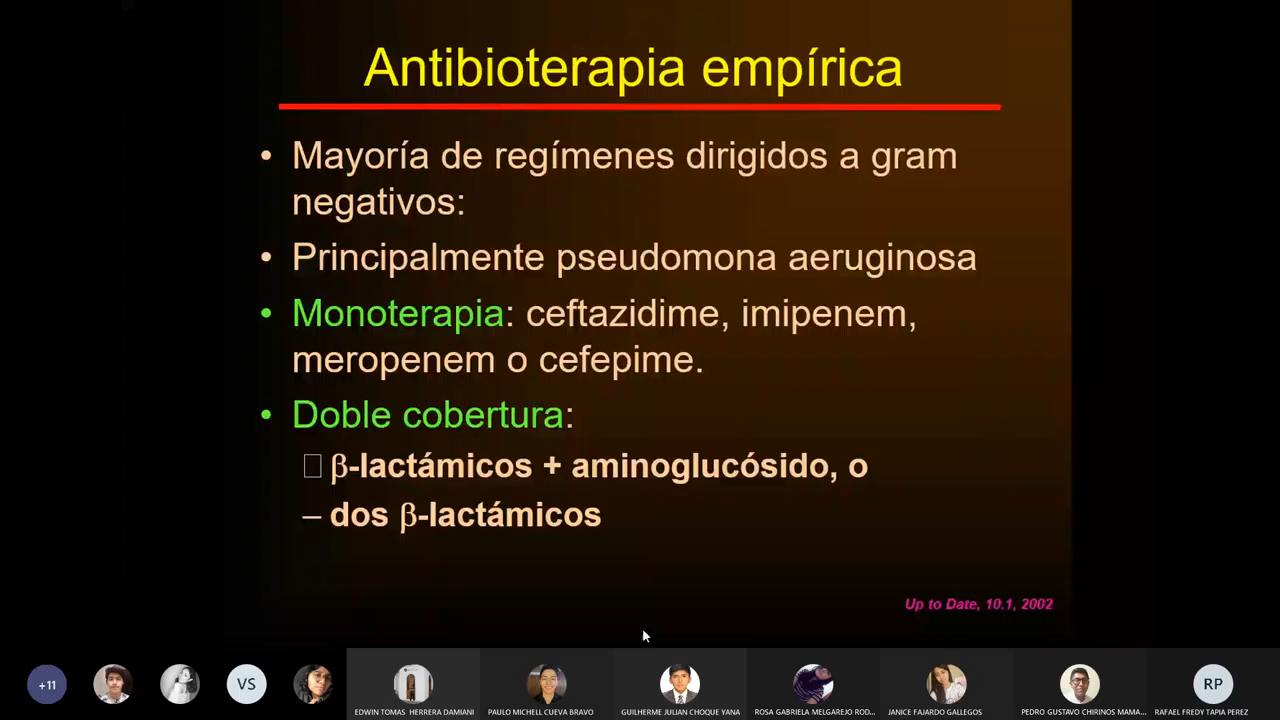 Antibioterapia empírica
• Mayoría de regímenes dirigidos a gram
negativos:
• Principalmente pseudomona aeruginosa
• Monoterapia: ceftazidime, imipenem,
meropenem o cefepime.
• Doble cobertura:
β-lactámicos + aminoglucósido, o
– dos β-lactámicos
Up to Date, 10.1, 2002
+11
VS
RP
EDWIN TOMAS HERRERA DAMIANI
PAULO MICHELL CUEVA BRAVO
GUILHERME JULIAN CHOQUE YANA
ROSA GABRIELA MELGAREJO ROD...
JANICE FAJARDO GALLEGOS
PEDRO GUSTAVO CHIRINOS MAMA...
RAFAEL FREDY TAPIA PEREZ